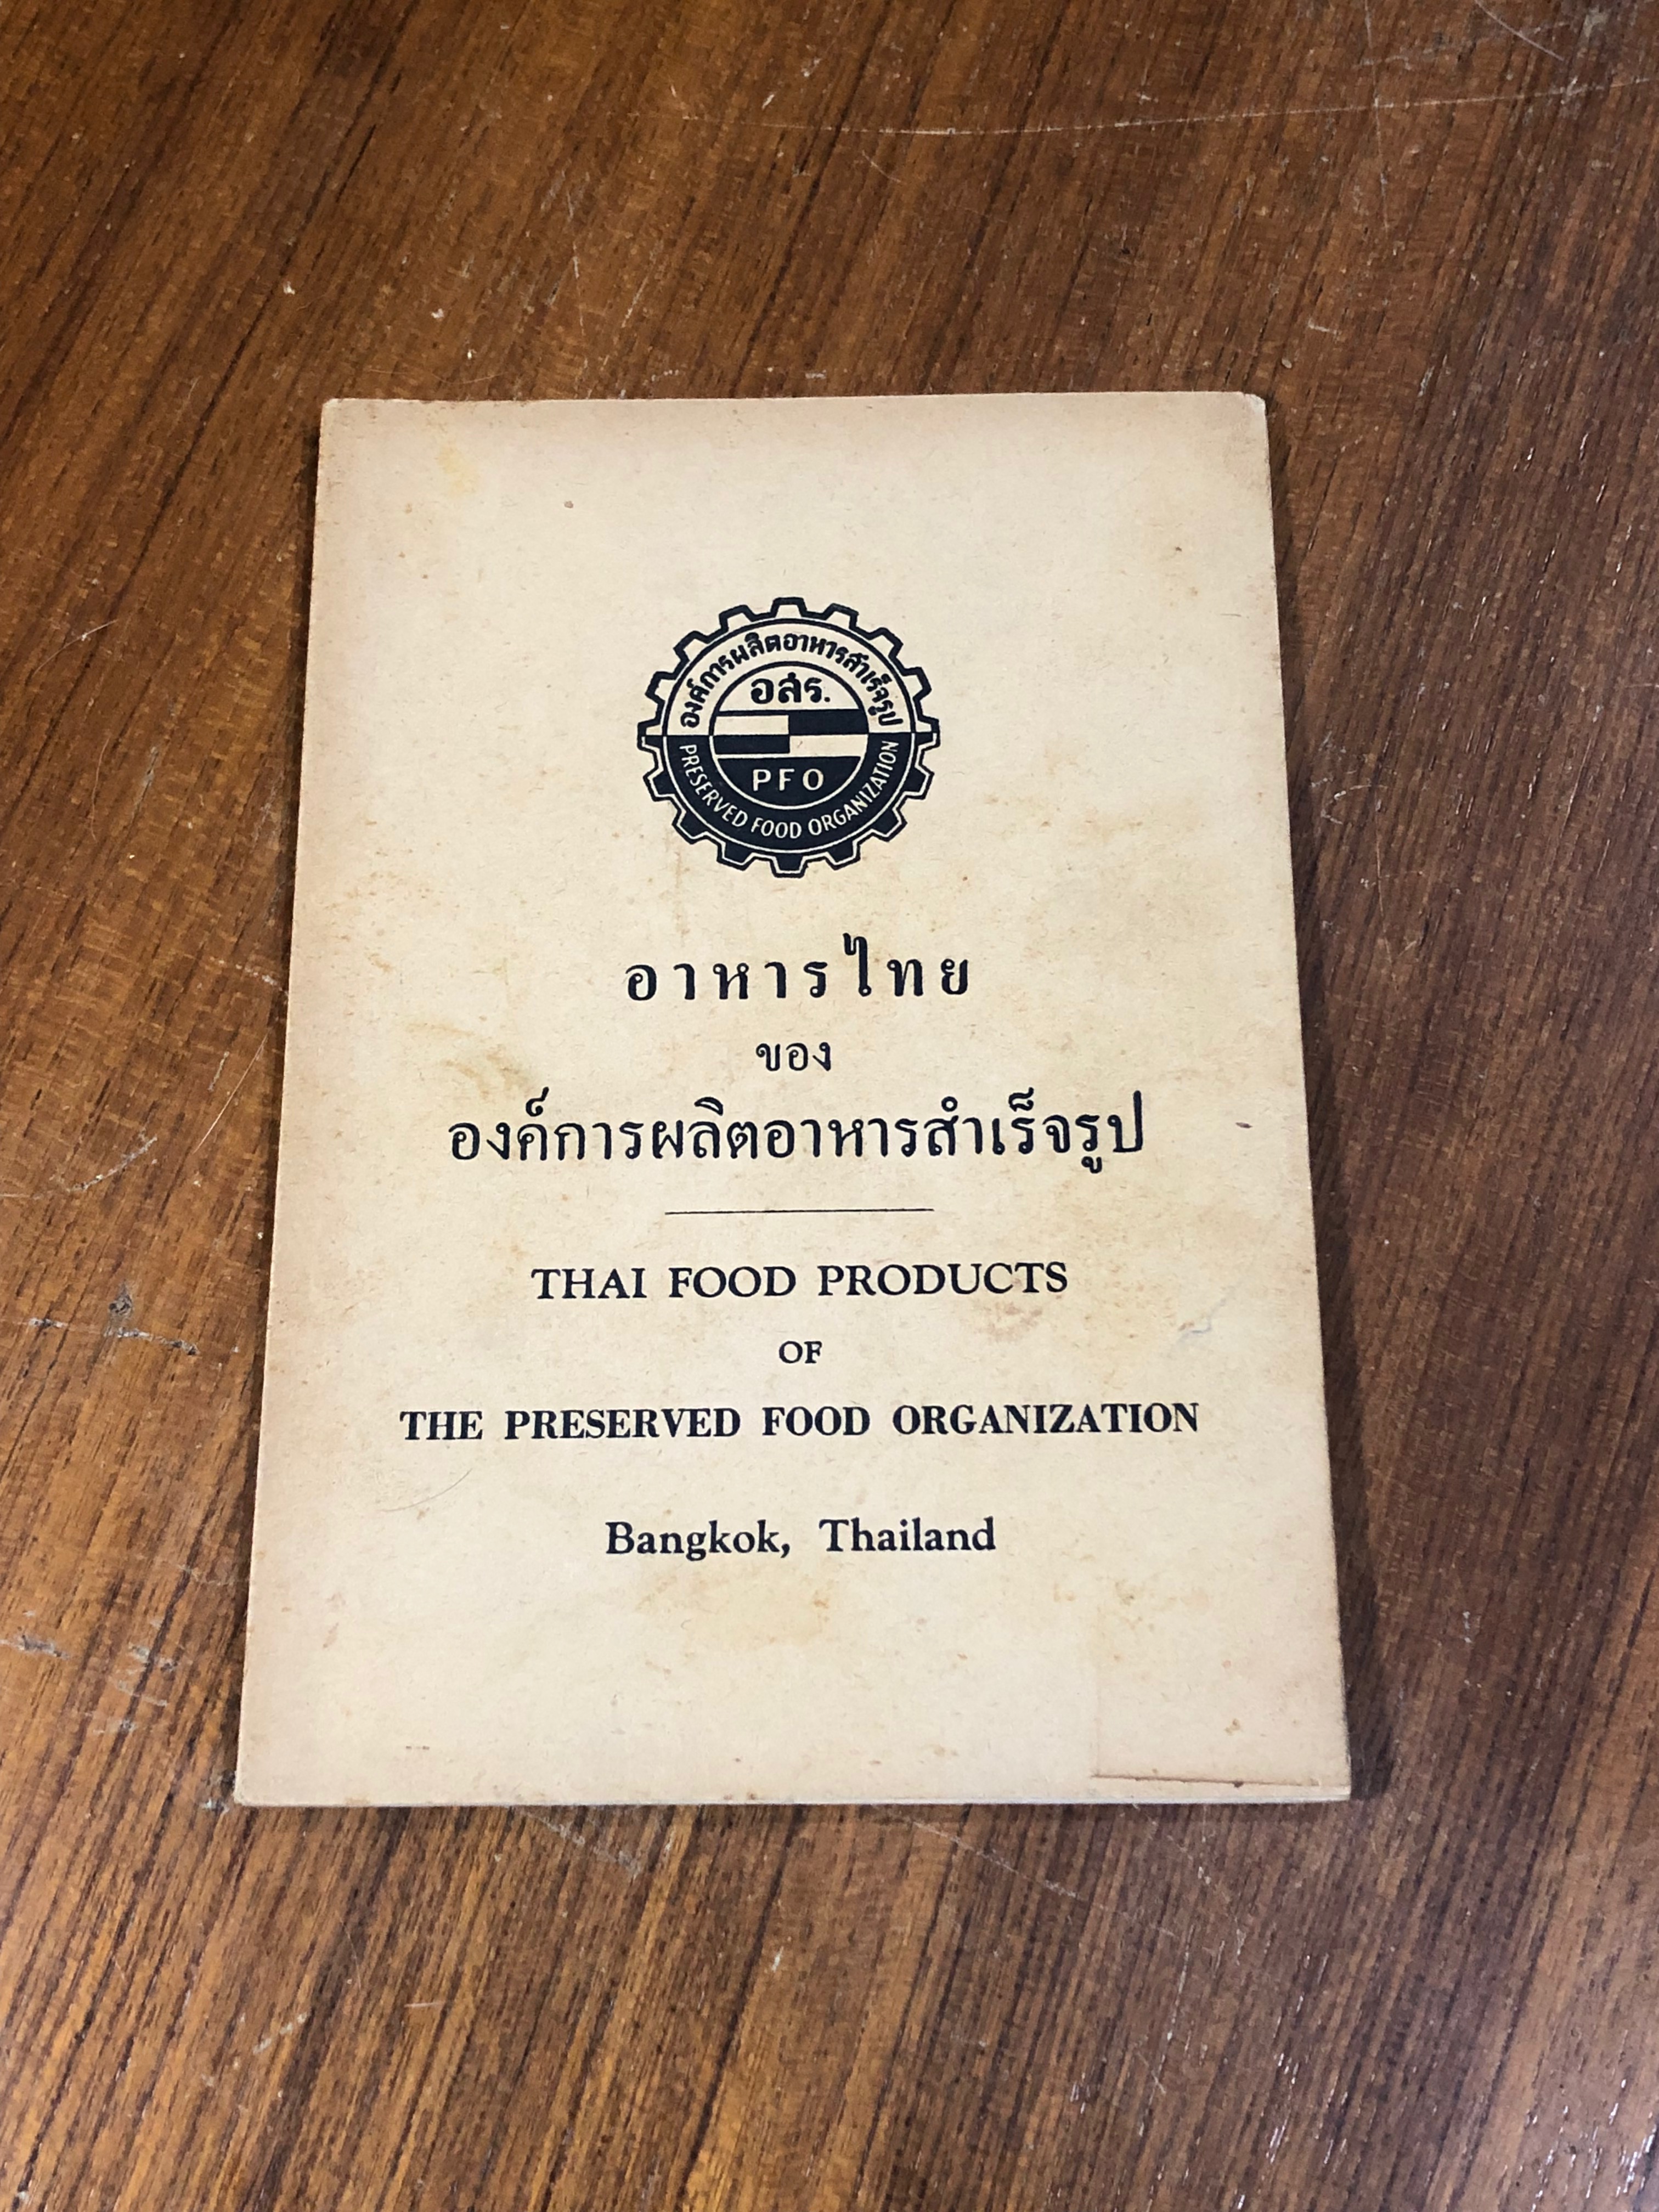 องค์การผลิตอาหารสำเร็จรูป
อสร.
PFO
PRESERVED FOOD ORGANIZATION
อาหารไทย
ของ
องค์การผลิตอาหารสำเร็จรูป
THAI FOOD PRODUCTS
OF
THE PRESERVED FOOD ORGANIZATION
Bangkok, Thailand